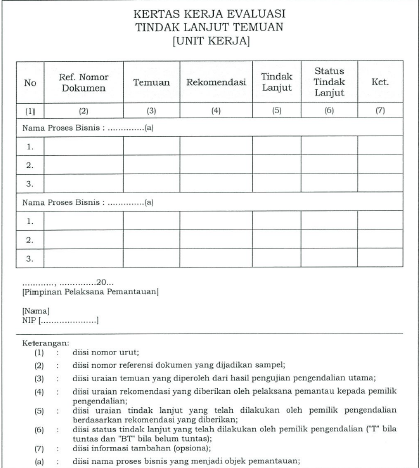 KERTAS KERJA EVALUASI
TINDAK LANJUT TEMUAN
[UNIT KERJA]
No Ref. Nomor Dokumen Temuan Rekomendasi Tindak Lanjut Status Tindak Lanjut Ket.
(1) (2) (3) (4) (5) (6) (7)
Nama Proses Bisnis : ..............(a)
1.
2.
3.
Nama Proses Bisnis : ..............(a)
1.
2.
3.
............, ..............20...
[Pimpinan Pelaksana Pemantauan]
[Nama]
NIP [.....................]
Keterangan:
(1) : diisi nomor urut;
(2) : diisi nomor referensi dokumen yang dijadikan sampel;
(3) : diisi uraian temuan yang diperoleh dari hasil pengujian pengendalian utama;
(4) : diisi uraian rekomendasi yang diberikan oleh pelaksana pemantau kepada pemilik
pengendalian;
(5) : diisi uraian tindak lanjut yang telah dilakukan oleh pemilik pengendalian
berdasarkan rekomendasi yang diberikan;
(6) : diisi status tindak lanjut yang telah dilakukan oleh pemilik pengendalian ("T" bila
tuntas dan "BT" bila belum tuntas);
(7) : diisi informasi tambahan (opsiona);
(a) : diisi nama proses bisnis yang menjadi objek pemantauan;